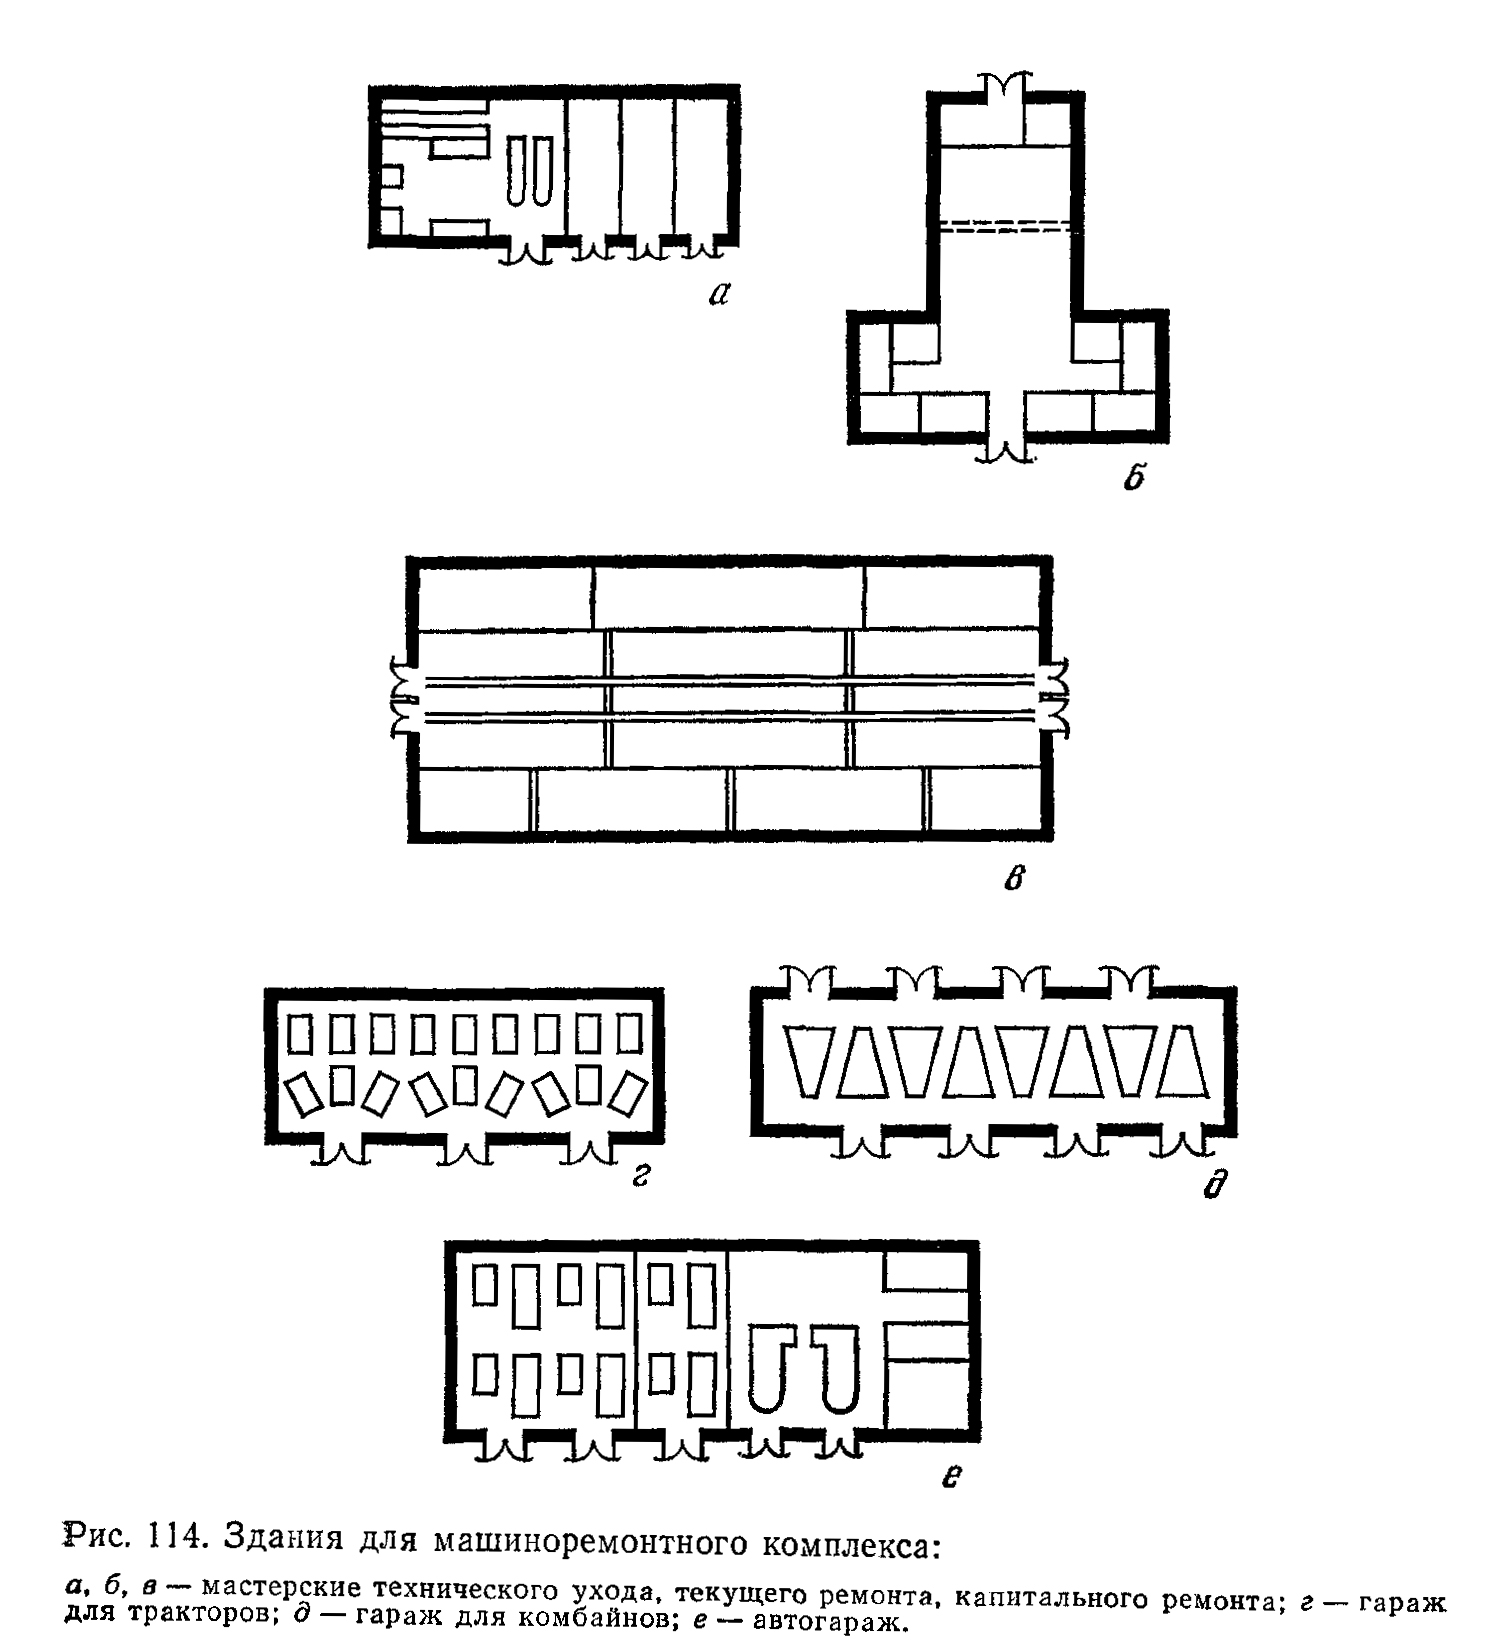 а
б
в
г
д
е
Рис. 114. Здания для машиноремонтного комплекса:
а, б, в — мастерские технического ухода, текущего ремонта, капитального ремонта; г — гараж
для тракторов; д — гараж для комбайнов; е — автогараж.